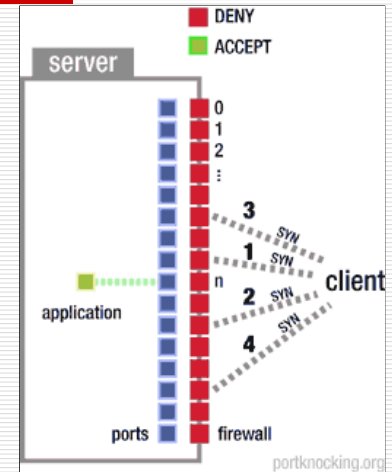 DENY
ACCEPT
server
0
1
2
⋮
3
SYN
1
SYN
n
client
2
SYN
application
4
SYN
ports
firewall
portknocking.org